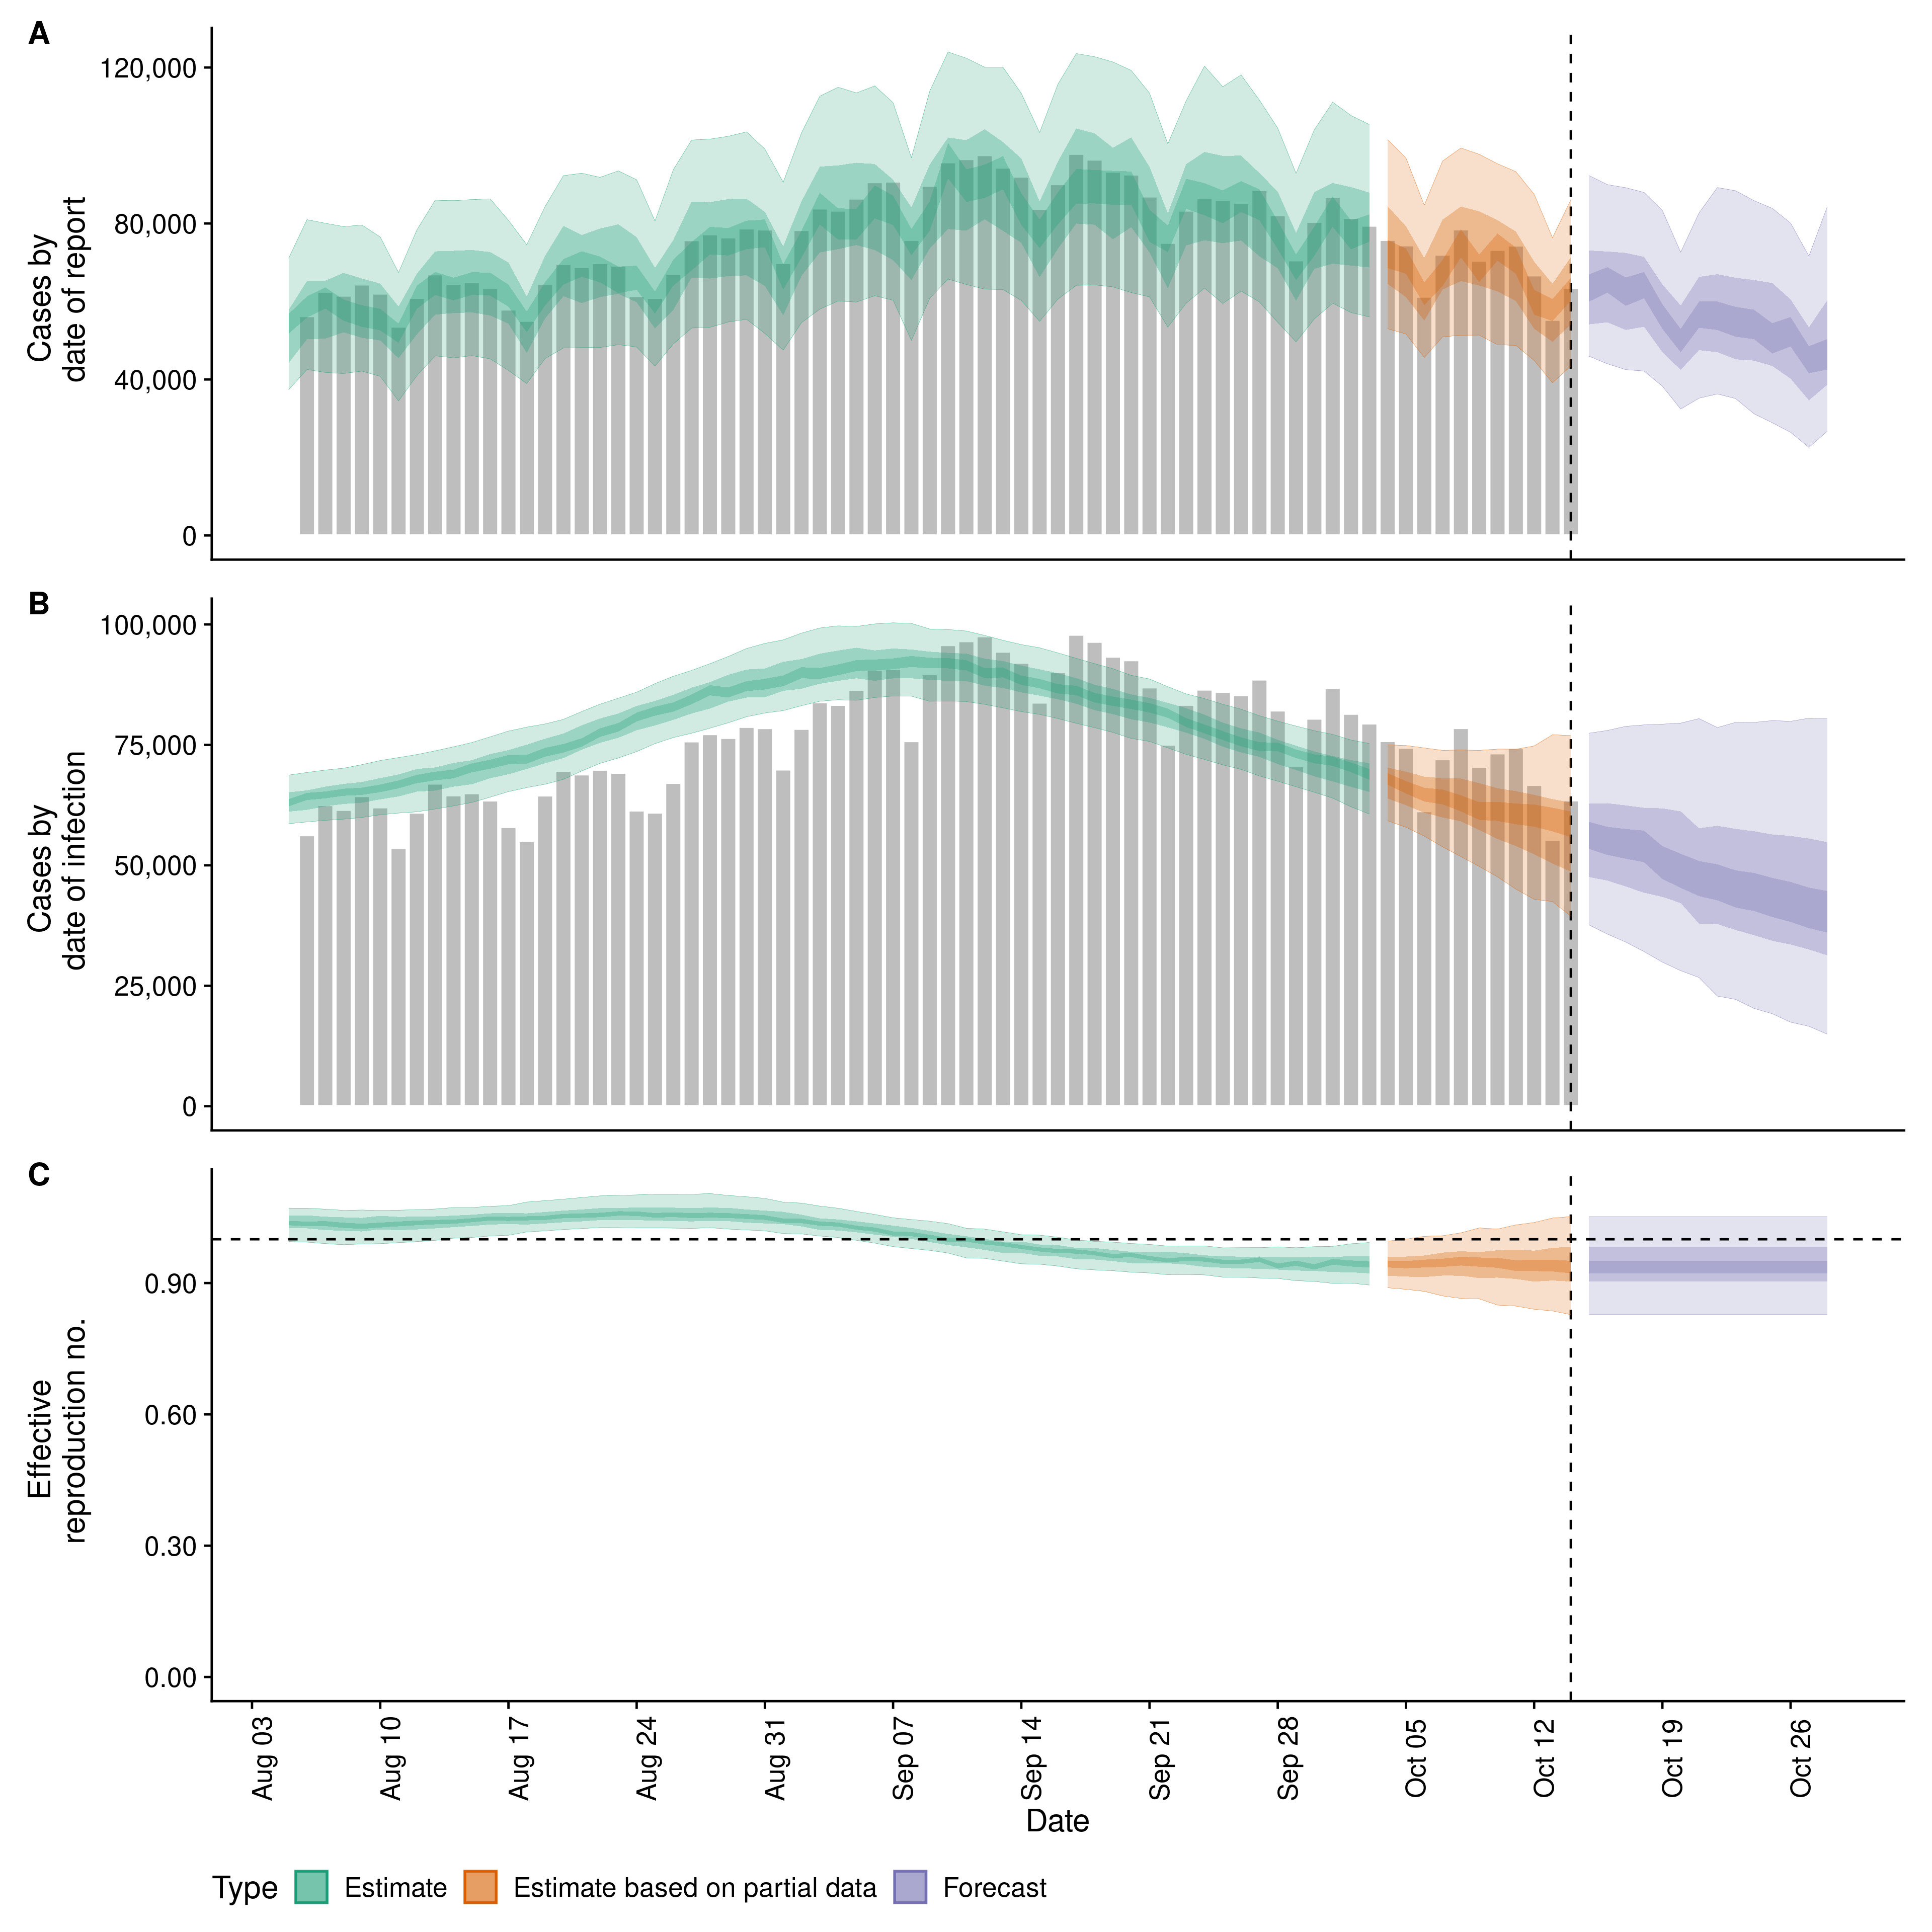 A
120,000
80,000
40,000
0
Cases by
date of report
B
100,000
75,000
50,000
25,000
0
Cases by
date of infection
C
0.90
0.60
0.30
0.00
Effective
reproduction no.
Aug 03
Aug 10
Aug 17
Aug 24
Aug 31
Sep 07
Sep 14
Sep 21
Sep 28
Oct 05
Oct 12
Oct 19
Oct 26
Date
Type Estimate Estimate based on partial data Forecast